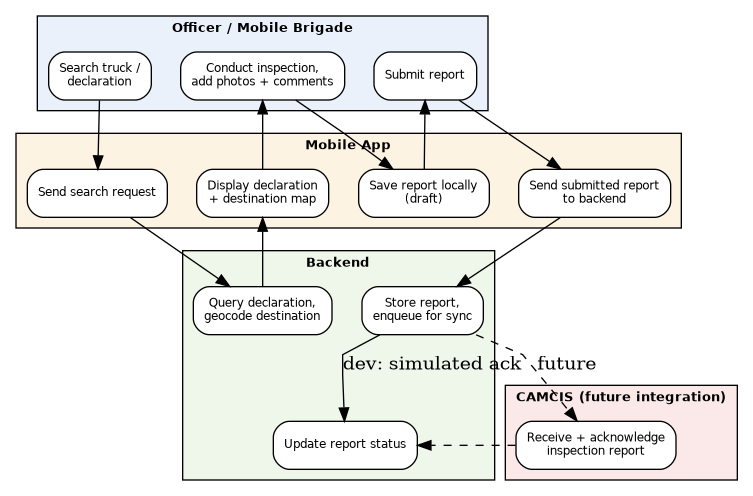 Officer / Mobile Brigade
Search truck /
declaration
Conduct inspection,
add photos + comments
Submit report
Mobile App
Send search request
Display declaration
+ destination map
Save report locally
(draft)
Send submitted report
to backend
Backend
Query declaration,
geocode destination
Store report,
enqueue for sync
dev: simulated ack
future
CAMCIS (future integration)
Update report status
Receive + acknowledge
inspection report